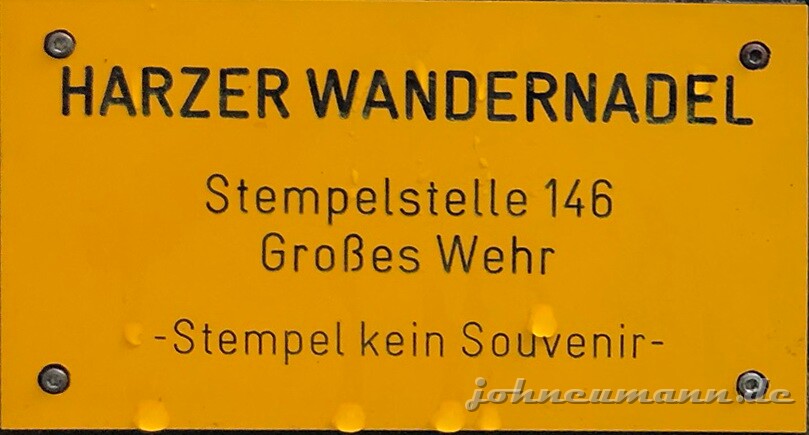 HARZER WANDERNADEL
Stempelstelle 146
Großes Wehr
-Stempel kein Souvenir-
johneumann.de